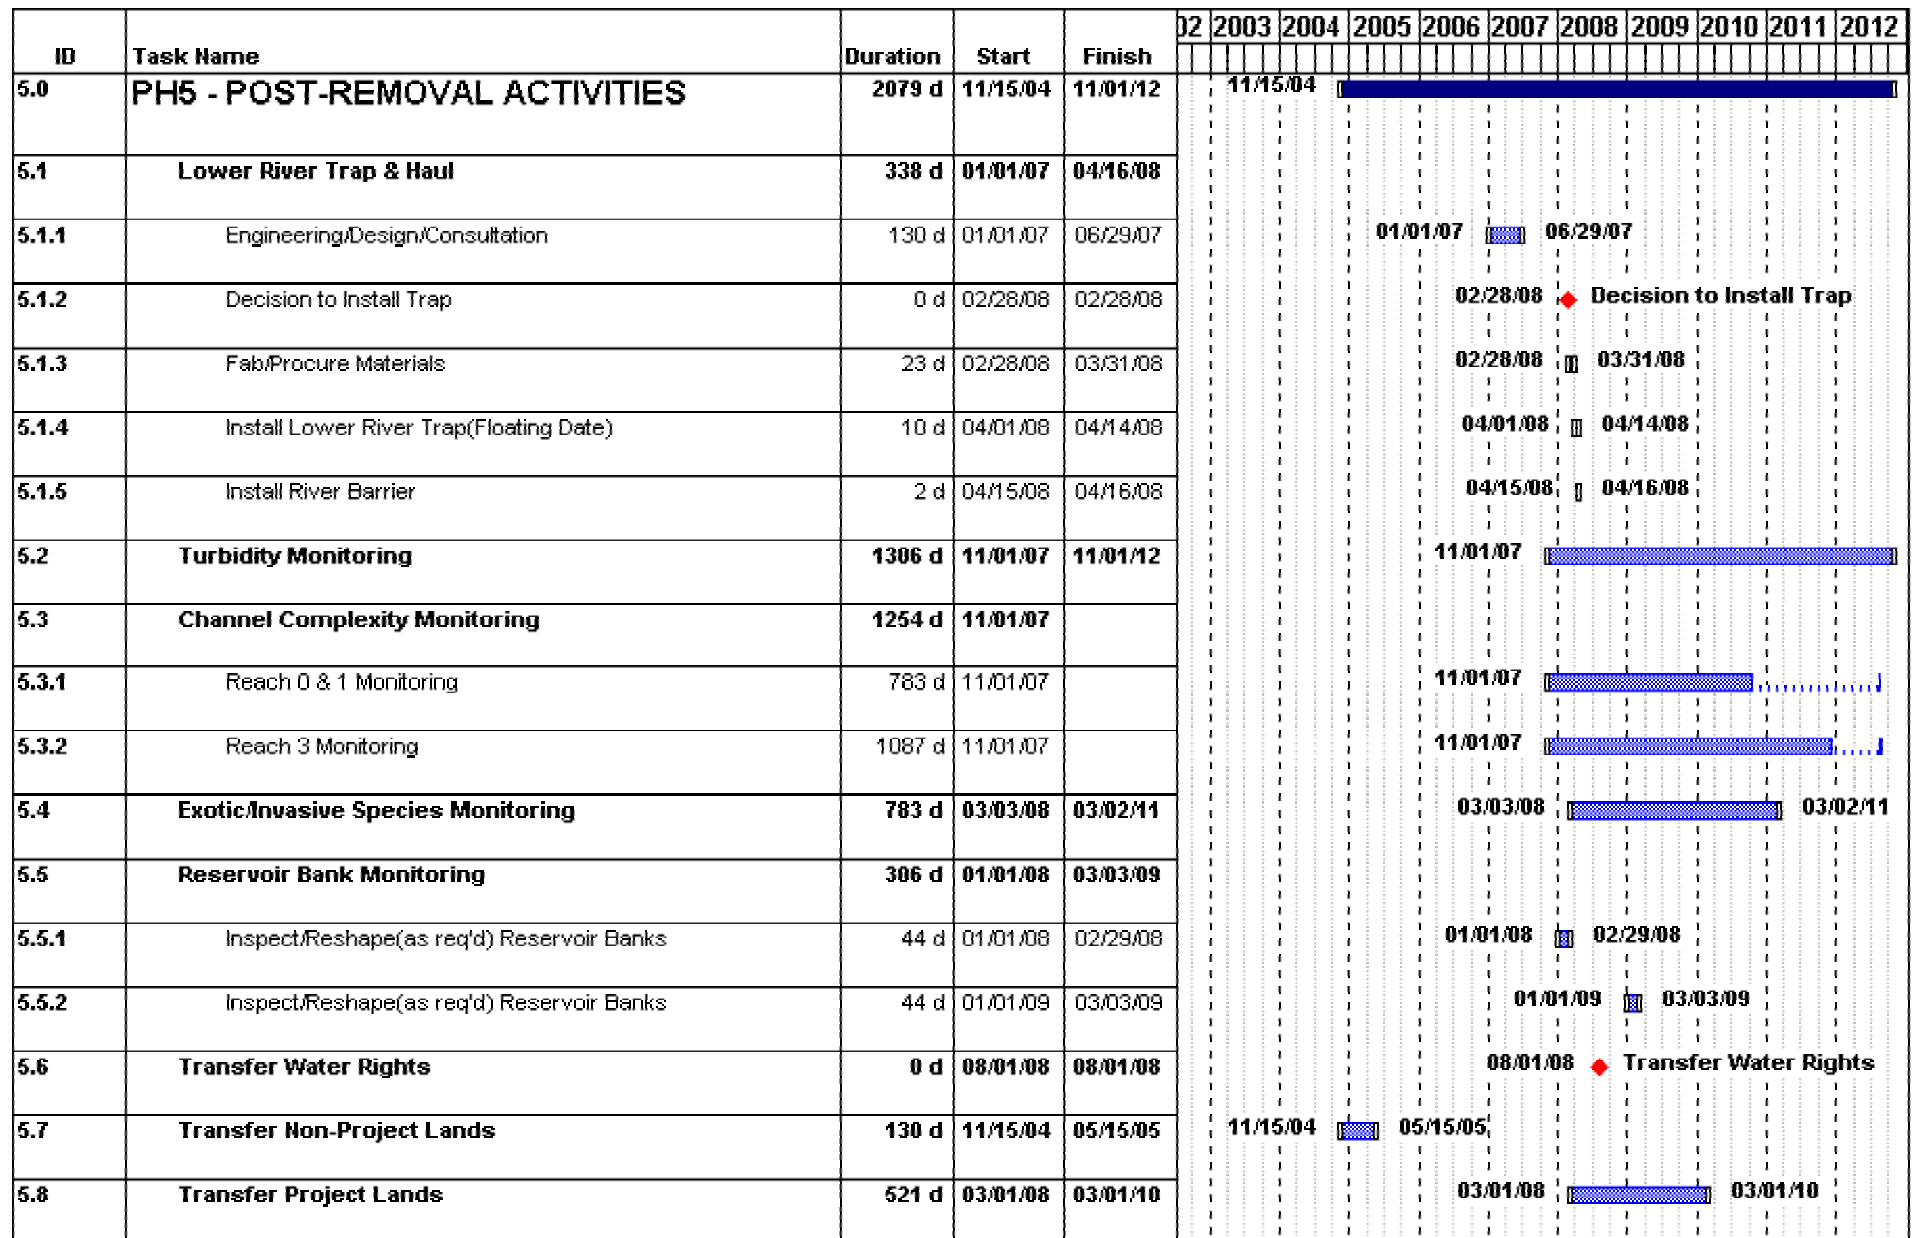 02 2003 2004 2005 2006 2007 2008 2009 2010 2011 2012
ID Task Name Duration Start Finish
5.0 PH5 - POST-REMOVAL ACTIVITIES 2079 d 11/15/04 11/01/12 11/15/04
5.1 Lower River Trap & Haul 338 d 01/01/07 04/16/08
5.1.1 Engineering/Design/Consultation 130 d 01/01/07 06/29/07 01/01/07 06/29/07
5.1.2 Decision to Install Trap 0 d 02/28/08 02/28/08 02/28/08 Decision to Install Trap
5.1.3 Fab/Procure Materials 23 d 02/28/08 03/31/08 02/28/08 03/31/08
5.1.4 Install Lower River Trap(Floating Date) 10 d 04/01/08 04/14/08 04/01/08 04/14/08
5.1.5 Install River Barrier 2 d 04/15/08 04/16/08 04/15/08 04/16/08
5.2 Turbidity Monitoring 1306 d 11/01/07 11/01/12 11/01/07
5.3 Channel Complexity Monitoring 1254 d 11/01/07
5.3.1 Reach 0 & 1 Monitoring 783 d 11/01/07 11/01/07
5.3.2 Reach 3 Monitoring 1087 d 11/01/07 11/01/07
5.4 Exotic/Invasive Species Monitoring 783 d 03/03/08 03/02/11 03/03/08 03/02/11
5.5 Reservoir Bank Monitoring 306 d 01/01/08 03/03/09
5.5.1 Inspect/Reshape(as req'd) Reservoir Banks 44 d 01/01/08 02/29/08 01/01/08 02/29/08
5.5.2 Inspect/Reshape(as req'd) Reservoir Banks 44 d 01/01/09 03/03/09 01/01/09 03/03/09
5.6 Transfer Water Rights 0 d 08/01/08 08/01/08 08/01/08 Transfer Water Rights
5.7 Transfer Non-Project Lands 130 d 11/15/04 05/15/05 11/15/04 05/15/05
5.8 Transfer Project Lands 521 d 03/01/08 03/01/10 03/01/08 03/01/10